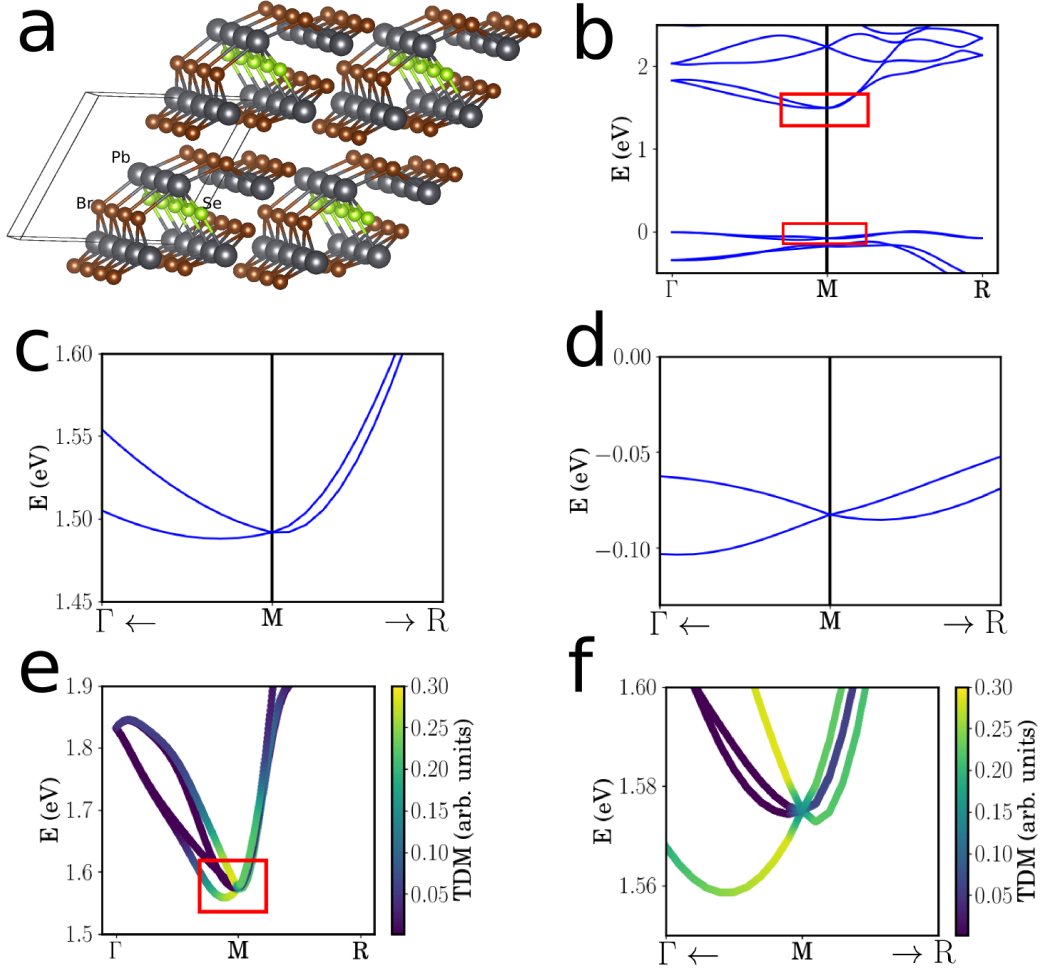 a
Pb
Br
Se
b
E (eV)
2
1
0
Γ
M
R
c
E (eV)
1.60
1.55
1.50
1.45
Γ ←
M
→ R
d
E (eV)
0.00
−0.05
−0.10
Γ ←
M
→ R
e
E (eV)
1.9
1.8
1.7
1.6
1.5
Γ
M
R
0.30
0.25
0.20
0.15
0.10
0.05
TDM (arb. units)
f
E (eV)
1.60
1.58
1.56
Γ ←
M
→ R
0.30
0.25
0.20
0.15
0.10
0.05
TDM (arb. units)